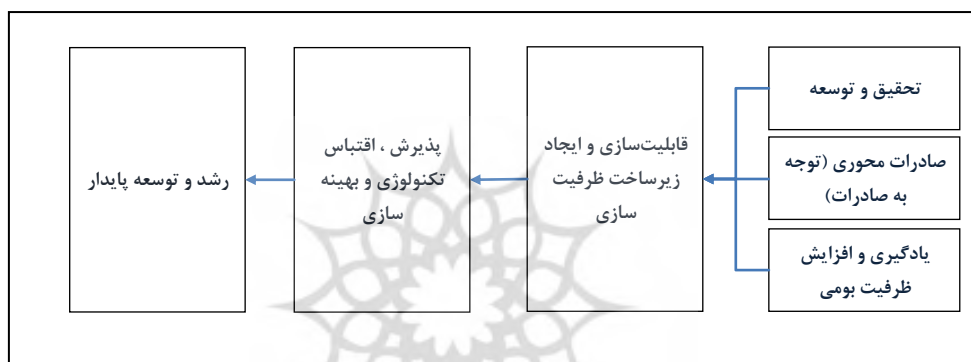 تحقیق و توسعه
صادرات محوری (توجه
به صادرات)
یادگیری و افزایش
ظرفیت بومی
قابلیت‌سازی و ایجاد
زیرساخت ظرفیت
سازی
پذیرش ، اقتباس
تکنولوژی و بهینه
سازی
رشد و توسعه پایدار